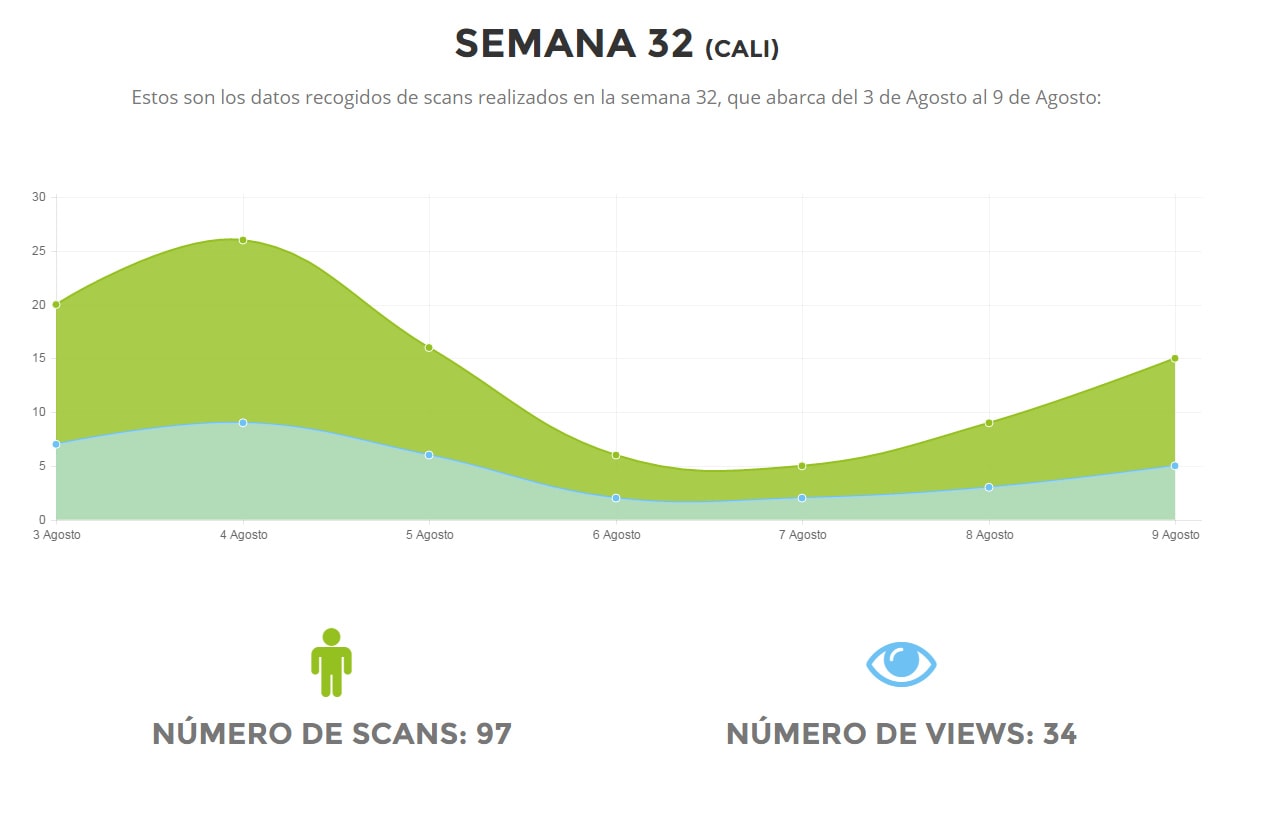 SEMANA 32 (CALI)
Estos son los datos recogidos de scans realizados en la semana 32, que abarca del 3 de Agosto al 9 de Agosto:
30
25
20
15
10
5
0
3 Agosto 4 Agosto 5 Agosto 6 Agosto 7 Agosto 8 Agosto 9 Agosto
NÚMERO DE SCANS: 97 NÚMERO DE VIEWS: 34